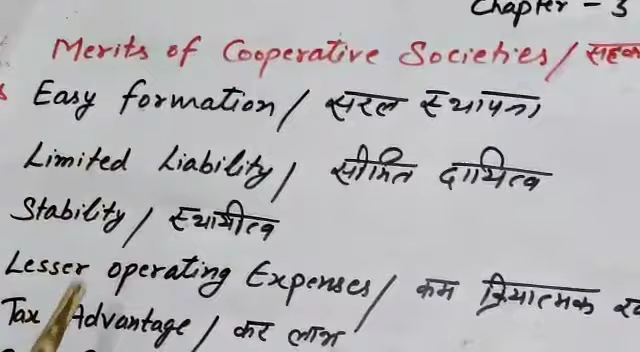 Chapter - 3
Merits of Cooperative Societies /
Easy formation / सरल स्थापना
Limited Liability / सीमित दायित्व
Stability / स्थायीत्व
Lesser operating Expenses / कम क्रियात्मक
Tax Advantage / कर लाभ